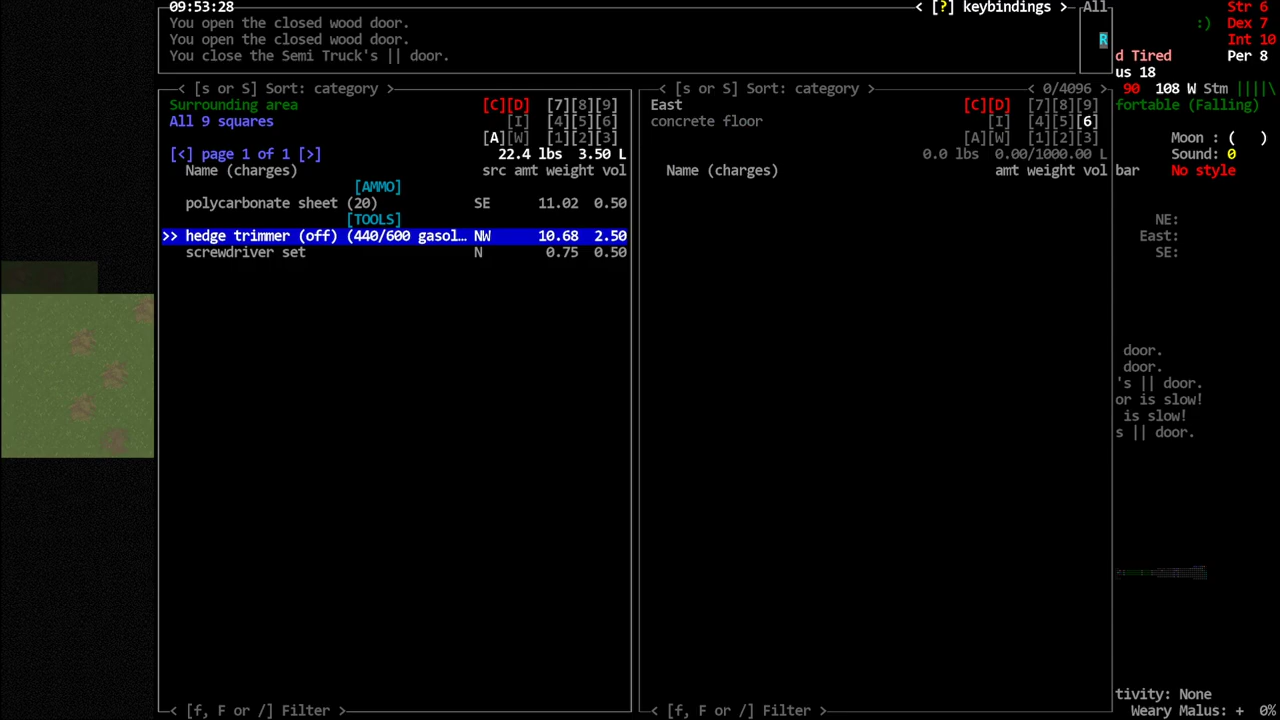 09:53:28
< [?] keybindings >
All
Str 6
You open the closed wood door.
:)
Dex 7
You open the closed wood door.
R
Int 10
You close the Semi Truck's || door.
d Tired
Per 8
us 18
< [s or S] Sort: category >
< [s or S] Sort: category >
< 0/4096 >
90 108 W Stm ||||\
Surrounding area
[C][D] [7][8][9]
East
[C][D] [7][8][9]
fortable (Falling)
All 9 squares
[I] [4][5][6]
concrete floor
[I] [4][5][6]
[A][W] [1][2][3]
[A][W] [1][2][3]
Moon : ( )
[<] page 1 of 1 [>]
22.4 lbs 3.50 L
0.0 lbs 0.00/1000.00 L
Sound: 0
Name (charges)
src amt weight vol
Name (charges)
amt weight vol
bar
No style
[AMMO]
polycarbonate sheet (20) SE 11.02 0.50
[TOOLS]
NE:
>> hedge trimmer (off) (440/600 gasol… NW 10.68 2.50
East:
screwdriver set N 0.75 0.50
SE:
door.
door.
's || door.
or is slow!
is slow!
s || door.
tivity: None
< [f, F or /] Filter >
< [f, F or /] Filter >
Weary Malus: + 0%